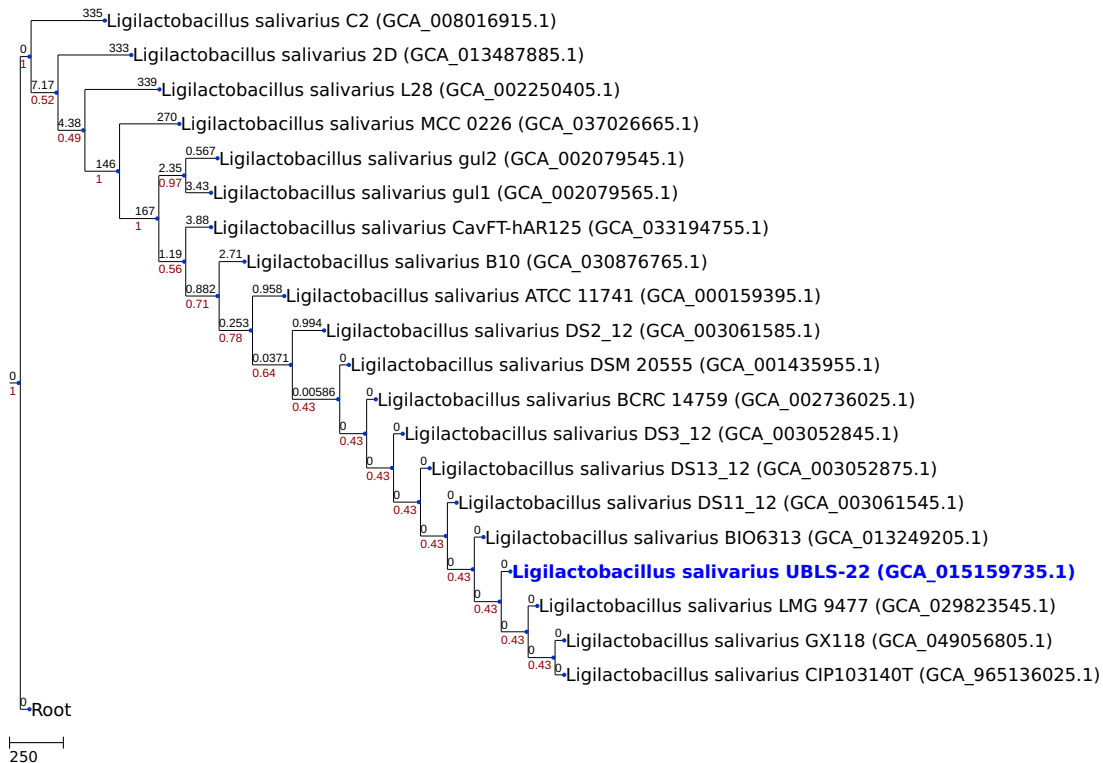 335 Ligilactobacillus salivarius C2 (GCA_008016915.1)
0
1
333 Ligilactobacillus salivarius 2D (GCA_013487885.1)
7.17
0.52
339 Ligilactobacillus salivarius L28 (GCA_002250405.1)
4.38
0.49
270 Ligilactobacillus salivarius MCC 0226 (GCA_037026665.1)
146
1
0.567 Ligilactobacillus salivarius gul2 (GCA_002079545.1)
2.35
0.97
3.43 Ligilactobacillus salivarius gul1 (GCA_002079565.1)
167
1
3.88 Ligilactobacillus salivarius CavFT-hAR125 (GCA_033194755.1)
1.19
0.56
2.71 Ligilactobacillus salivarius B10 (GCA_030876765.1)
0.882
0.71
0.958 Ligilactobacillus salivarius ATCC 11741 (GCA_000159395.1)
0.253
0.78
0.994 Ligilactobacillus salivarius DS2_12 (GCA_003061585.1)
0.0371
0.64
0 Ligilactobacillus salivarius DSM 20555 (GCA_001435955.1)
0
1
0.00586
0.43
0 Ligilactobacillus salivarius BCRC 14759 (GCA_002736025.1)
0
0.43
0 Ligilactobacillus salivarius DS3_12 (GCA_003052845.1)
0
0.43
0 Ligilactobacillus salivarius DS13_12 (GCA_003052875.1)
0
0.43
0 Ligilactobacillus salivarius DS11_12 (GCA_003061545.1)
0
0.43
0 Ligilactobacillus salivarius BIO6313 (GCA_013249205.1)
0
0.43
0 Ligilactobacillus salivarius UBLS-22 (GCA_015159735.1)
0
0.43
0 Ligilactobacillus salivarius LMG 9477 (GCA_029823545.1)
0
0.43
0 Ligilactobacillus salivarius GX118 (GCA_049056805.1)
0
0.43
0 Ligilactobacillus salivarius CIP103140T (GCA_965136025.1)
0 Root
250